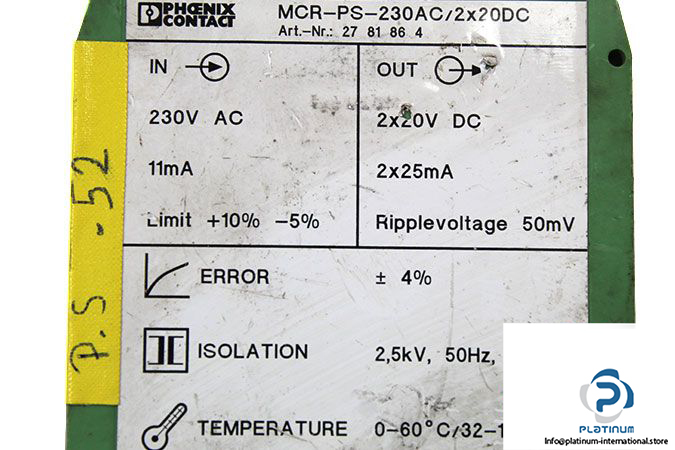 PHOENIX
CONTACT
MCR-PS-230AC/2x20DC
Art.-Nr.: 27 81 86 4
IN
OUT
230V AC
2x20V DC
11mA
2x25mA
Limit +10% -5%
Ripplevoltage 50mV
ERROR
± 4%
ISOLATION
2,5kV, 50Hz,
TEMPERATURE
0-60°C/32-1
P.S - 52
PLATINUM
info@platinum-international.store